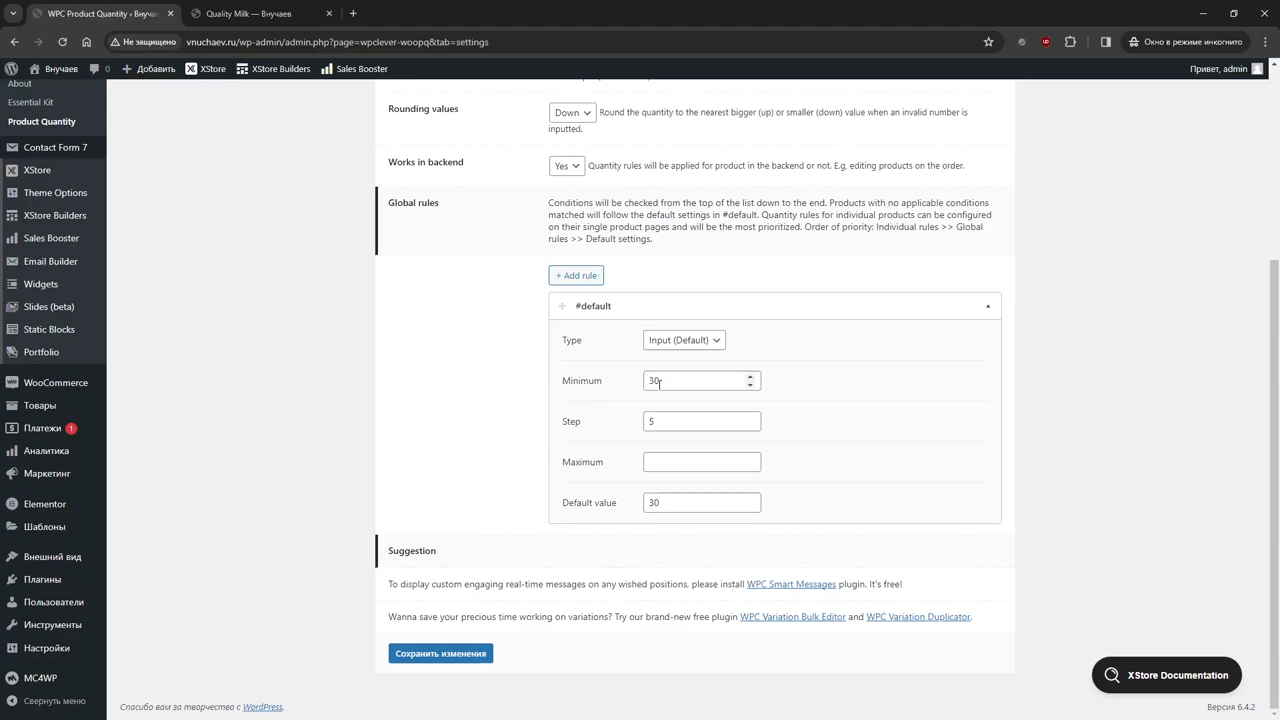 WPC Product Quantity ‹ Внучаев
Quality Milk — Внучаев
Не защищено
vnuchaev.ru/wp-admin/admin.php?page=wpclever-woopq&tab=settings
Окно в режиме инкогнито
Внучаев
0
Добавить
XStore
XStore Builders
Sales Booster
Привет, admin
About
Essential Kit
Product Quantity
Contact Form 7
XStore
Theme Options
XStore Builders
Sales Booster
Email Builder
Widgets
Slides (beta)
Static Blocks
Portfolio
WooCommerce
Товары
Платежи 1
Аналитика
Маркетинг
Elementor
Шаблоны
Внешний вид
Плагины
Пользователи
Инструменты
Настройки
MC4WP
Свернуть меню
Rounding values
Down Round the quantity to the nearest bigger (up) or smaller (down) value when an invalid number is
inputted.
Works in backend
Yes Quantity rules will be applied for product in the backend or not. E.g. editing products on the order.
Global rules
Conditions will be checked from the top of the list down to the end. Products with no applicable conditions
matched will follow the default settings in #default. Quantity rules for individual products can be configured
on their single product pages and will be the most prioritized. Order of priority: Individual rules >> Global
rules >> Default settings.
+ Add rule
#default
Type Input (Default)
Minimum 30
Step 5
Maximum
Default value 30
Suggestion
To display custom engaging real-time messages on any wished positions, please install WPC Smart Messages plugin. It's free!
Wanna save your precious time working on variations? Try our brand-new free plugin WPC Variation Bulk Editor and WPC Variation Duplicator.
Сохранить изменения
XStore Documentation
Спасибо вам за творчество с WordPress.
Версия 6.4.2